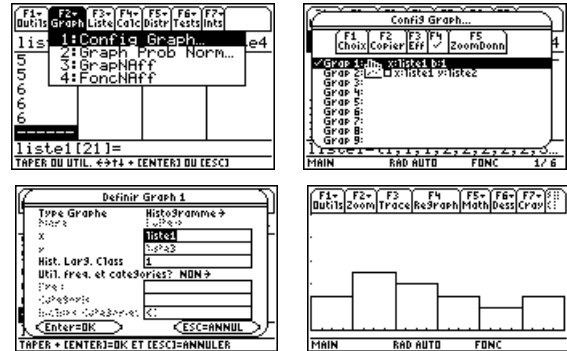 F1▾ F2▾ F3▾ F4▾ F5▾ F6▾ F7▾
Outils Graph Liste Calc Distr Tests Ints
lis 1:Config Graph… e4
5 2:Graph Prob Norm…
5 3:GrapNAff
6 4:FoncNAff
6
6
6
------
liste1[21]=
TAPER OU UTIL. ←→↑↓ + [ENTER] OU [ESC]
Config Graph…
F1 F2 F3 F4 F5
Choix Copier Eff ✓ ZoomDonn
✓Grap 1: x:liste1 b:1
Grap 2: x:liste1 y:liste2
Grap 3:
Grap 4:
Grap 5:
Grap 6:
Grap 7:
Grap 8:
Grap 9:
MAIN RAD AUTO FONC 1/6
Definir Graph 1
Type Graphe Histogramme→
x liste1
Hist. Larg. Class 1
Util. freq. et categories? NON→
Enter=OK ESC=ANNUL
TAPER + [ENTER]=OK ET [ESC]=ANNULER
F1▾ F2▾ F3 F4 F5▾ F6▾ F7▾
Outils Zoom Trace Regraph Math Dess Cray
MAIN RAD AUTO FONC